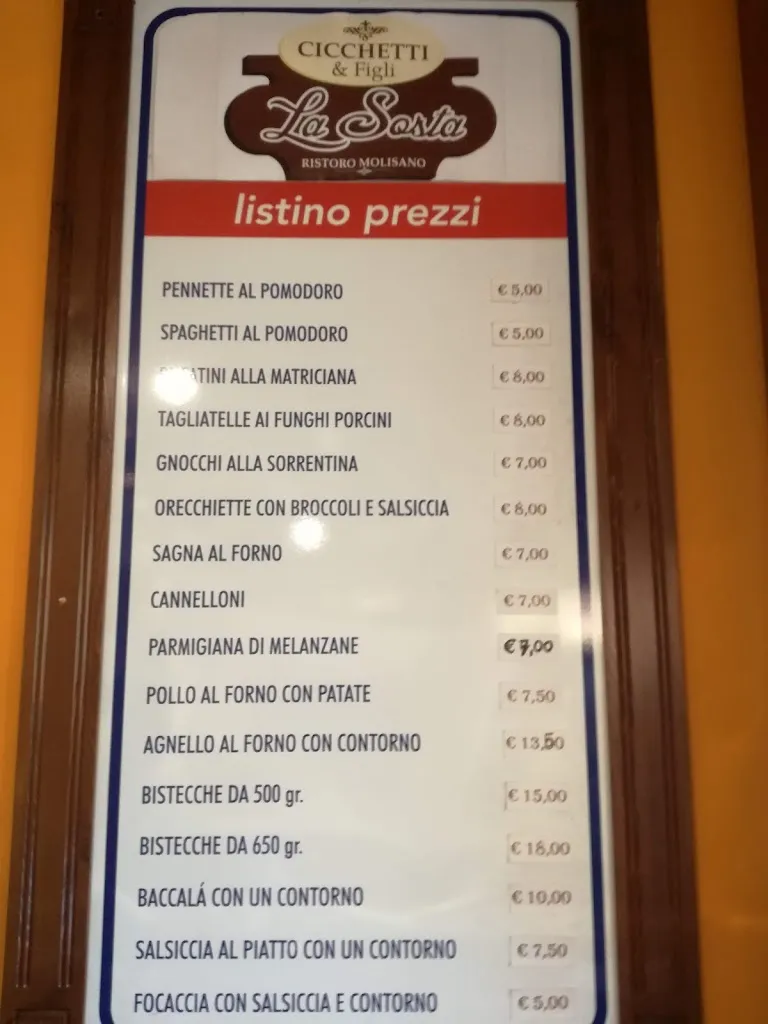 CICCHETTI
& Figli
La Sosta
RISTORO MOLISANO
listino prezzi
PENNETTE AL POMODORO € 5,00
SPAGHETTI AL POMODORO € 5,00
ALLA MATRICIANA € 8,00
TAGLIATELLE AI FUNGHI PORCINI € 8,00
GNOCCHI ALLA SORRENTINA € 7,00
ORECCHIETTE CON BROCCOLI E SALSICCIA € 8,00
SAGNA AL FORNO € 7,00
CANNELLONI € 7,00
PARMIGIANA DI MELANZANE € 7,00
POLLO AL FORNO CON PATATE € 7,50
AGNELLO AL FORNO CON CONTORNO € 13,50
BISTECCHE DA 500 gr. € 15,00
BISTECCHE DA 650 gr. € 18,00
BACCALÁ CON UN CONTORNO € 10,00
SALSICCIA AL PIATTO CON UN CONTORNO € 7,50
FOCACCIA CON SALSICCIA E CONTORNO € 5,00